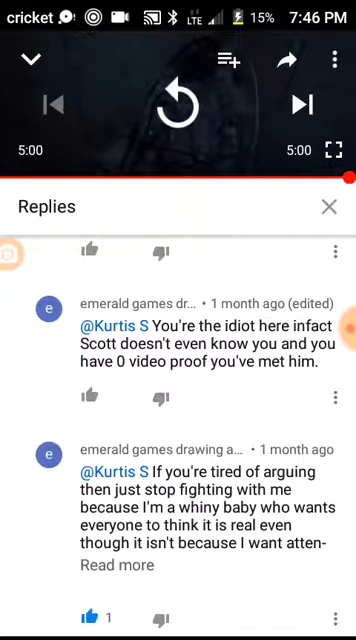 cricket LTE 15% 7:46 PM
5:00 5:00
Replies
emerald games dr... • 1 month ago (edited)
@Kurtis S You're the idiot here infact
Scott doesn't even know you and you
have 0 video proof you've met him.
emerald games drawing a... • 1 month ago
@Kurtis S If you're tired of arguing
then just stop fighting with me
because I'm a whiny baby who wants
everyone to think it is real even
though it isn't because I want atten-
Read more
1